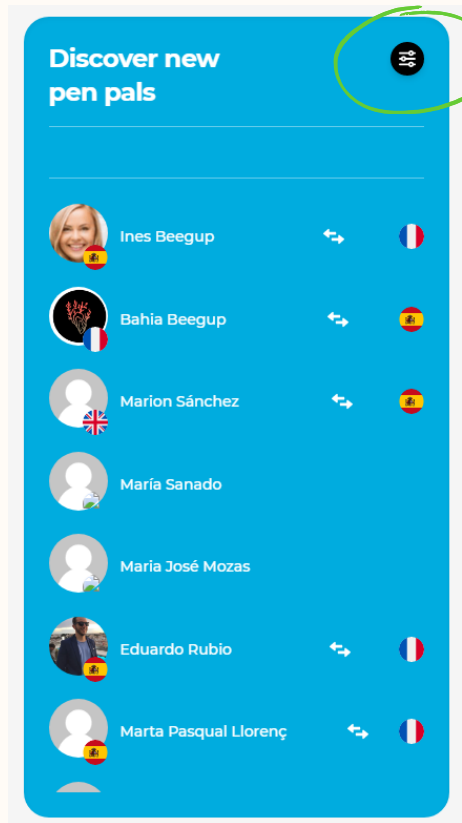 Discover new
pen pals
Ines Beegup
Bahia Beegup
Marion Sánchez
María Sanado
Maria José Mozas
Eduardo Rubio
Marta Pasqual Llorenç